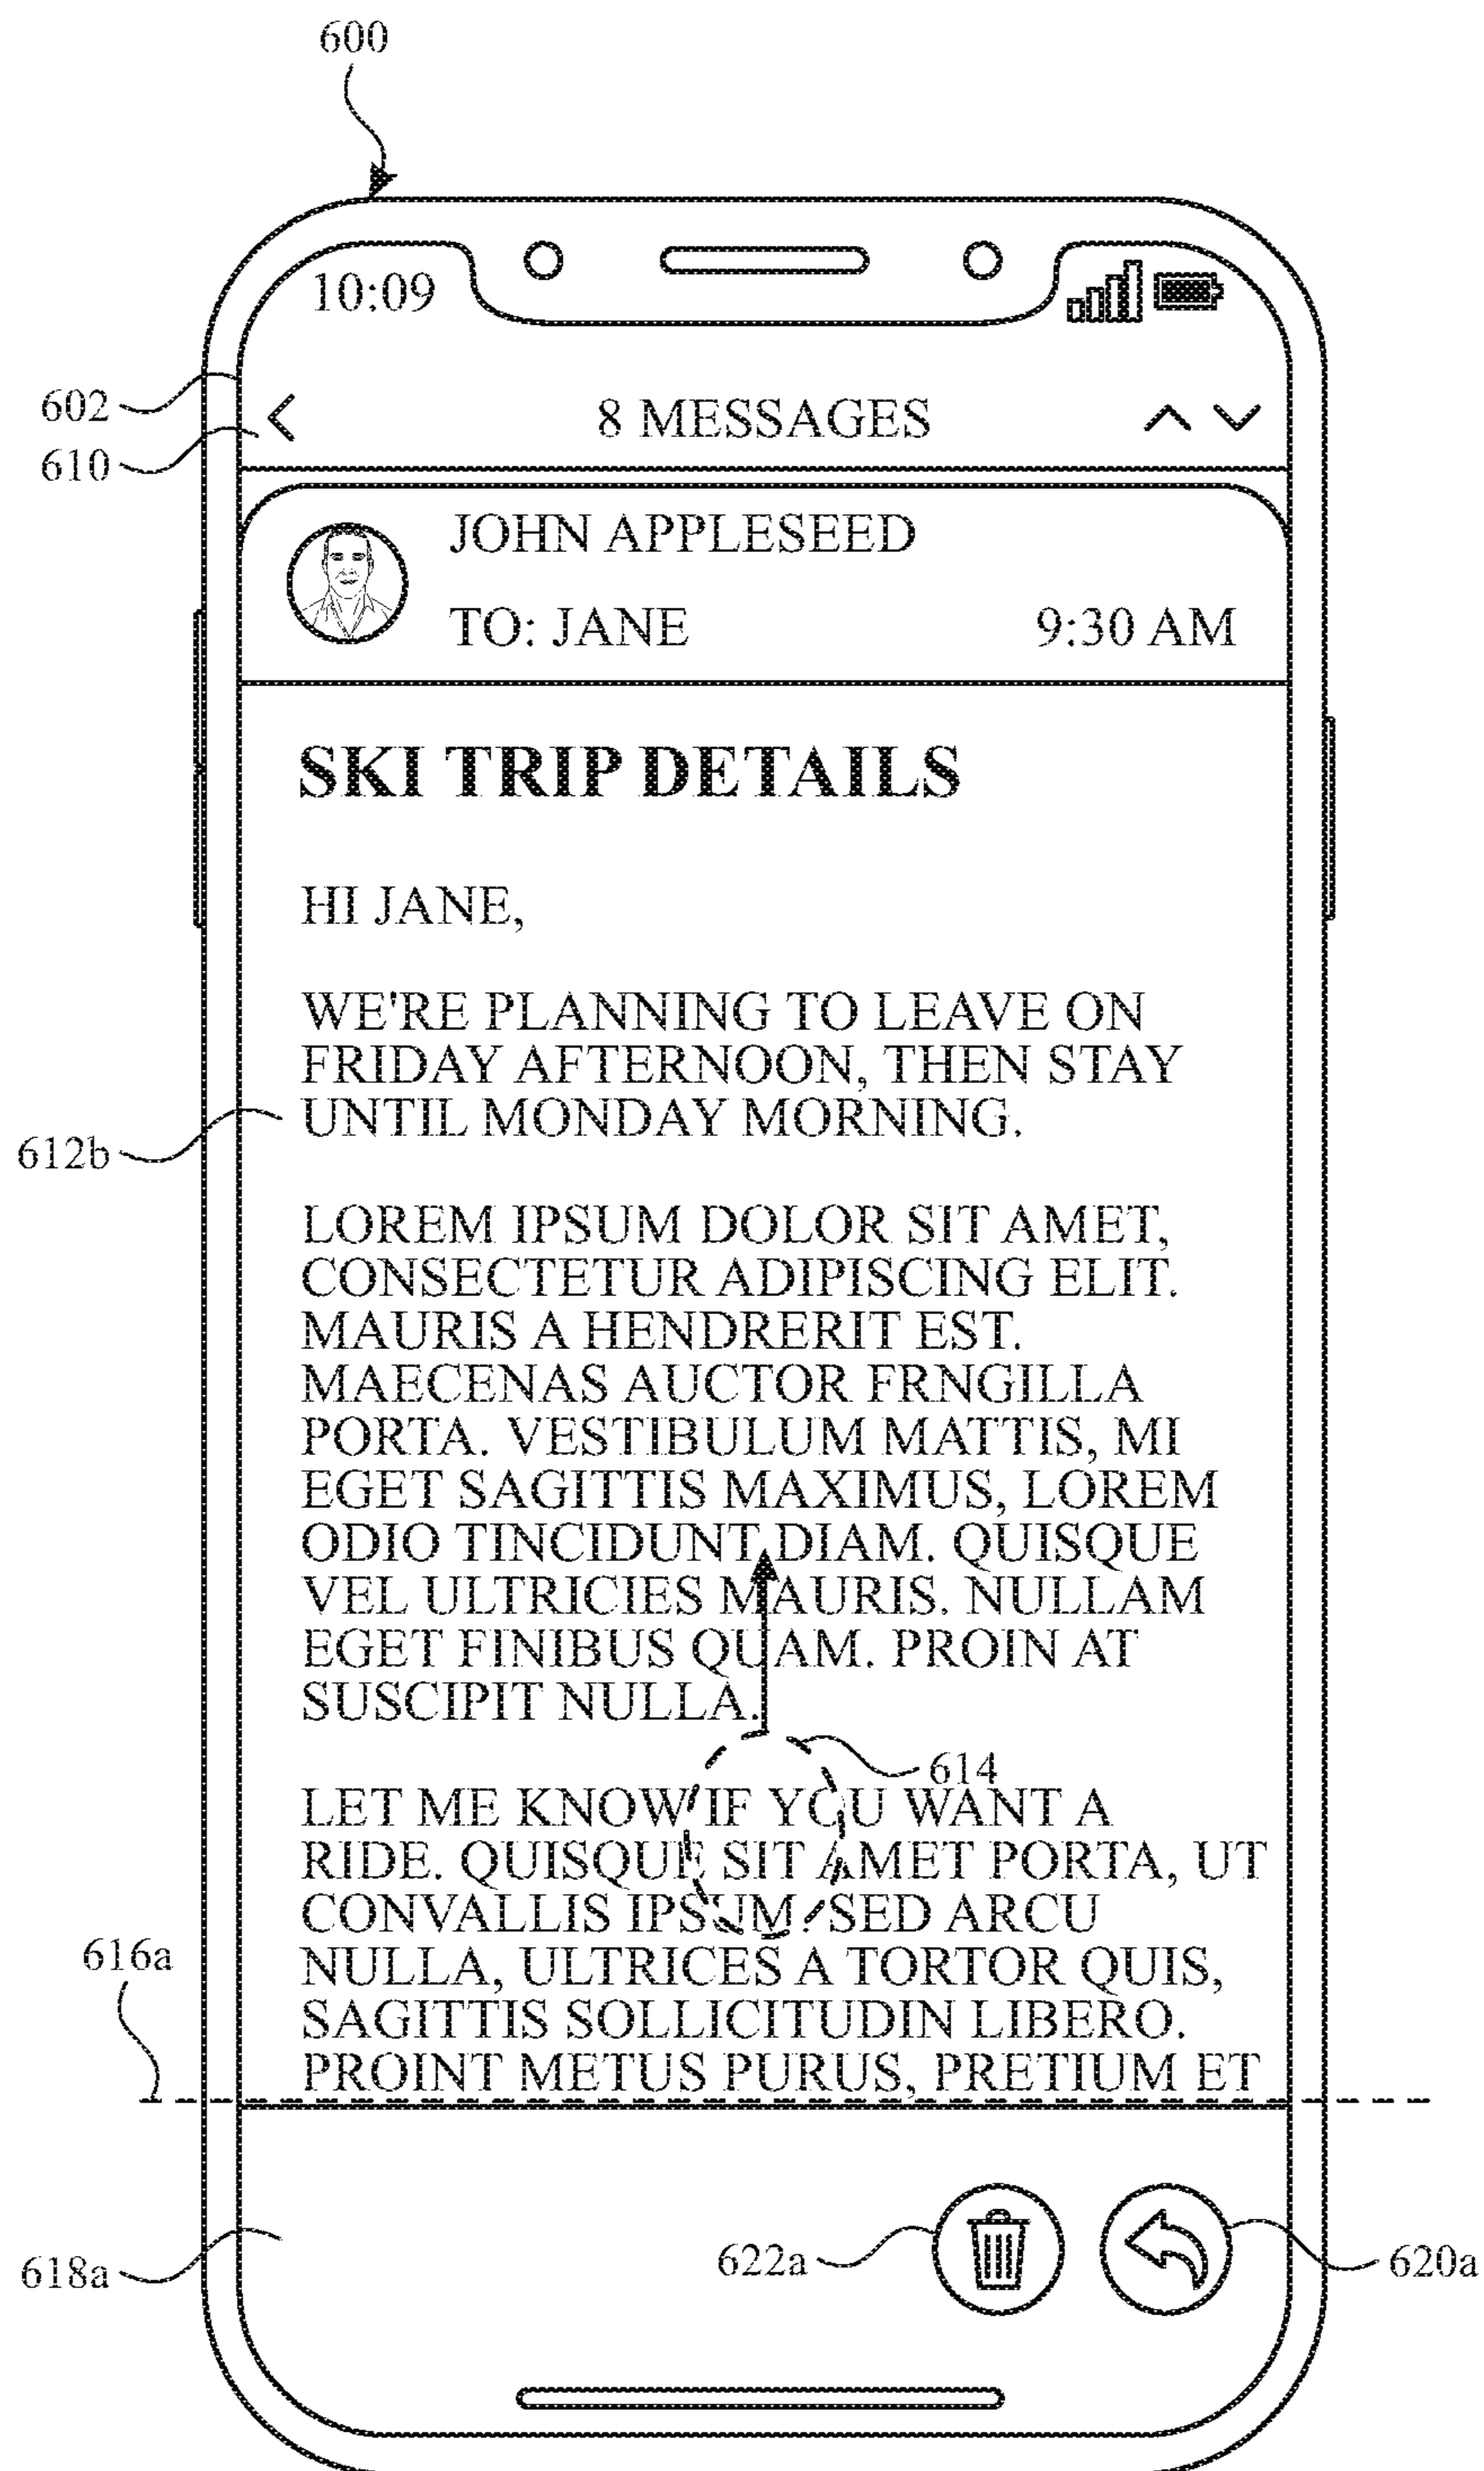 600
10:09
602
610
8 MESSAGES
JOHN APPLESEED
TO: JANE 9:30 AM
SKI TRIP DETAILS
HI JANE,
WE'RE PLANNING TO LEAVE ON
FRIDAY AFTERNOON, THEN STAY
UNTIL MONDAY MORNING.
612b
LOREM IPSUM DOLOR SIT AMET,
CONSECTETUR ADIPISCING ELIT.
MAURIS A HENDRERIT EST.
MAECENAS AUCTOR FRNGILLA
PORTA. VESTIBULUM MATTIS, MI
EGET SAGITTIS MAXIMUS, LOREM
ODIO TINCIDUNT DIAM. QUISQUE
VEL ULTRICIES MAURIS. NULLAM
EGET FINIBUS QUAM. PROIN AT
SUSCIPIT NULLA.
614
LET ME KNOW IF YOU WANT A
RIDE. QUISQUE SIT AMET PORTA, UT
CONVALLIS IPSUM. SED ARCU
NULLA, ULTRICES A TORTOR QUIS,
SAGITTIS SOLLICITUDIN LIBERO.
PROINT METUS PURUS, PRETIUM ET
616a
618a
622a
620a